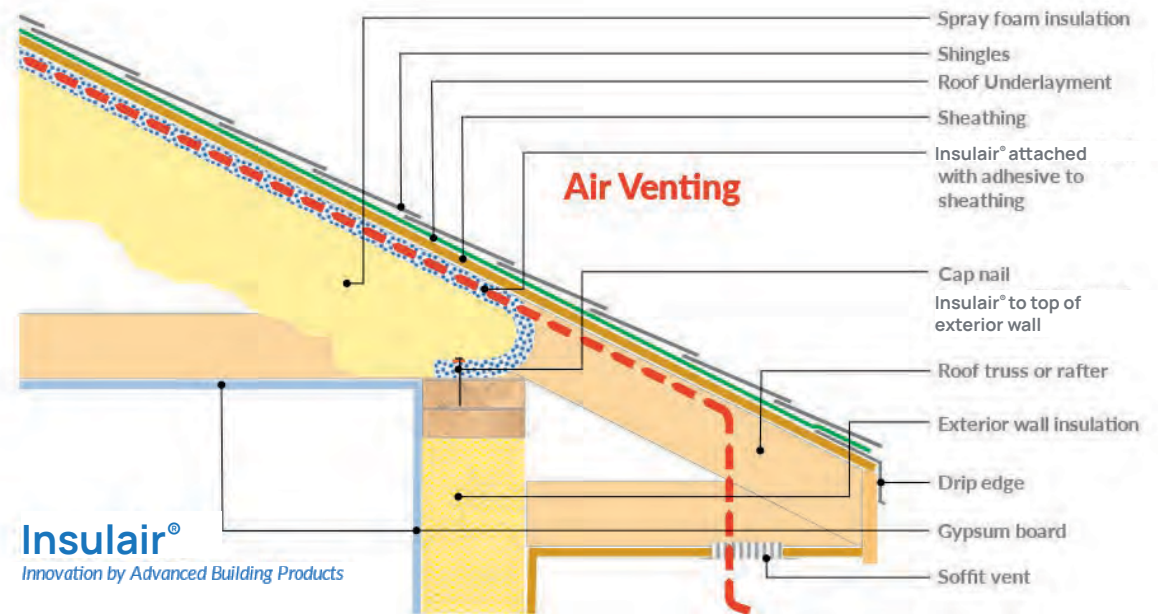 Spray foam insulation
Shingles
Roof Underlayment
Sheathing
Insulair® attached
with adhesive to
sheathing
Air Venting
Cap nail
Insulair® to top of
exterior wall
Roof truss or rafter
Exterior wall insulation
Drip edge
Gypsum board
Soffit vent
Insulair®
Innovation by Advanced Building Products